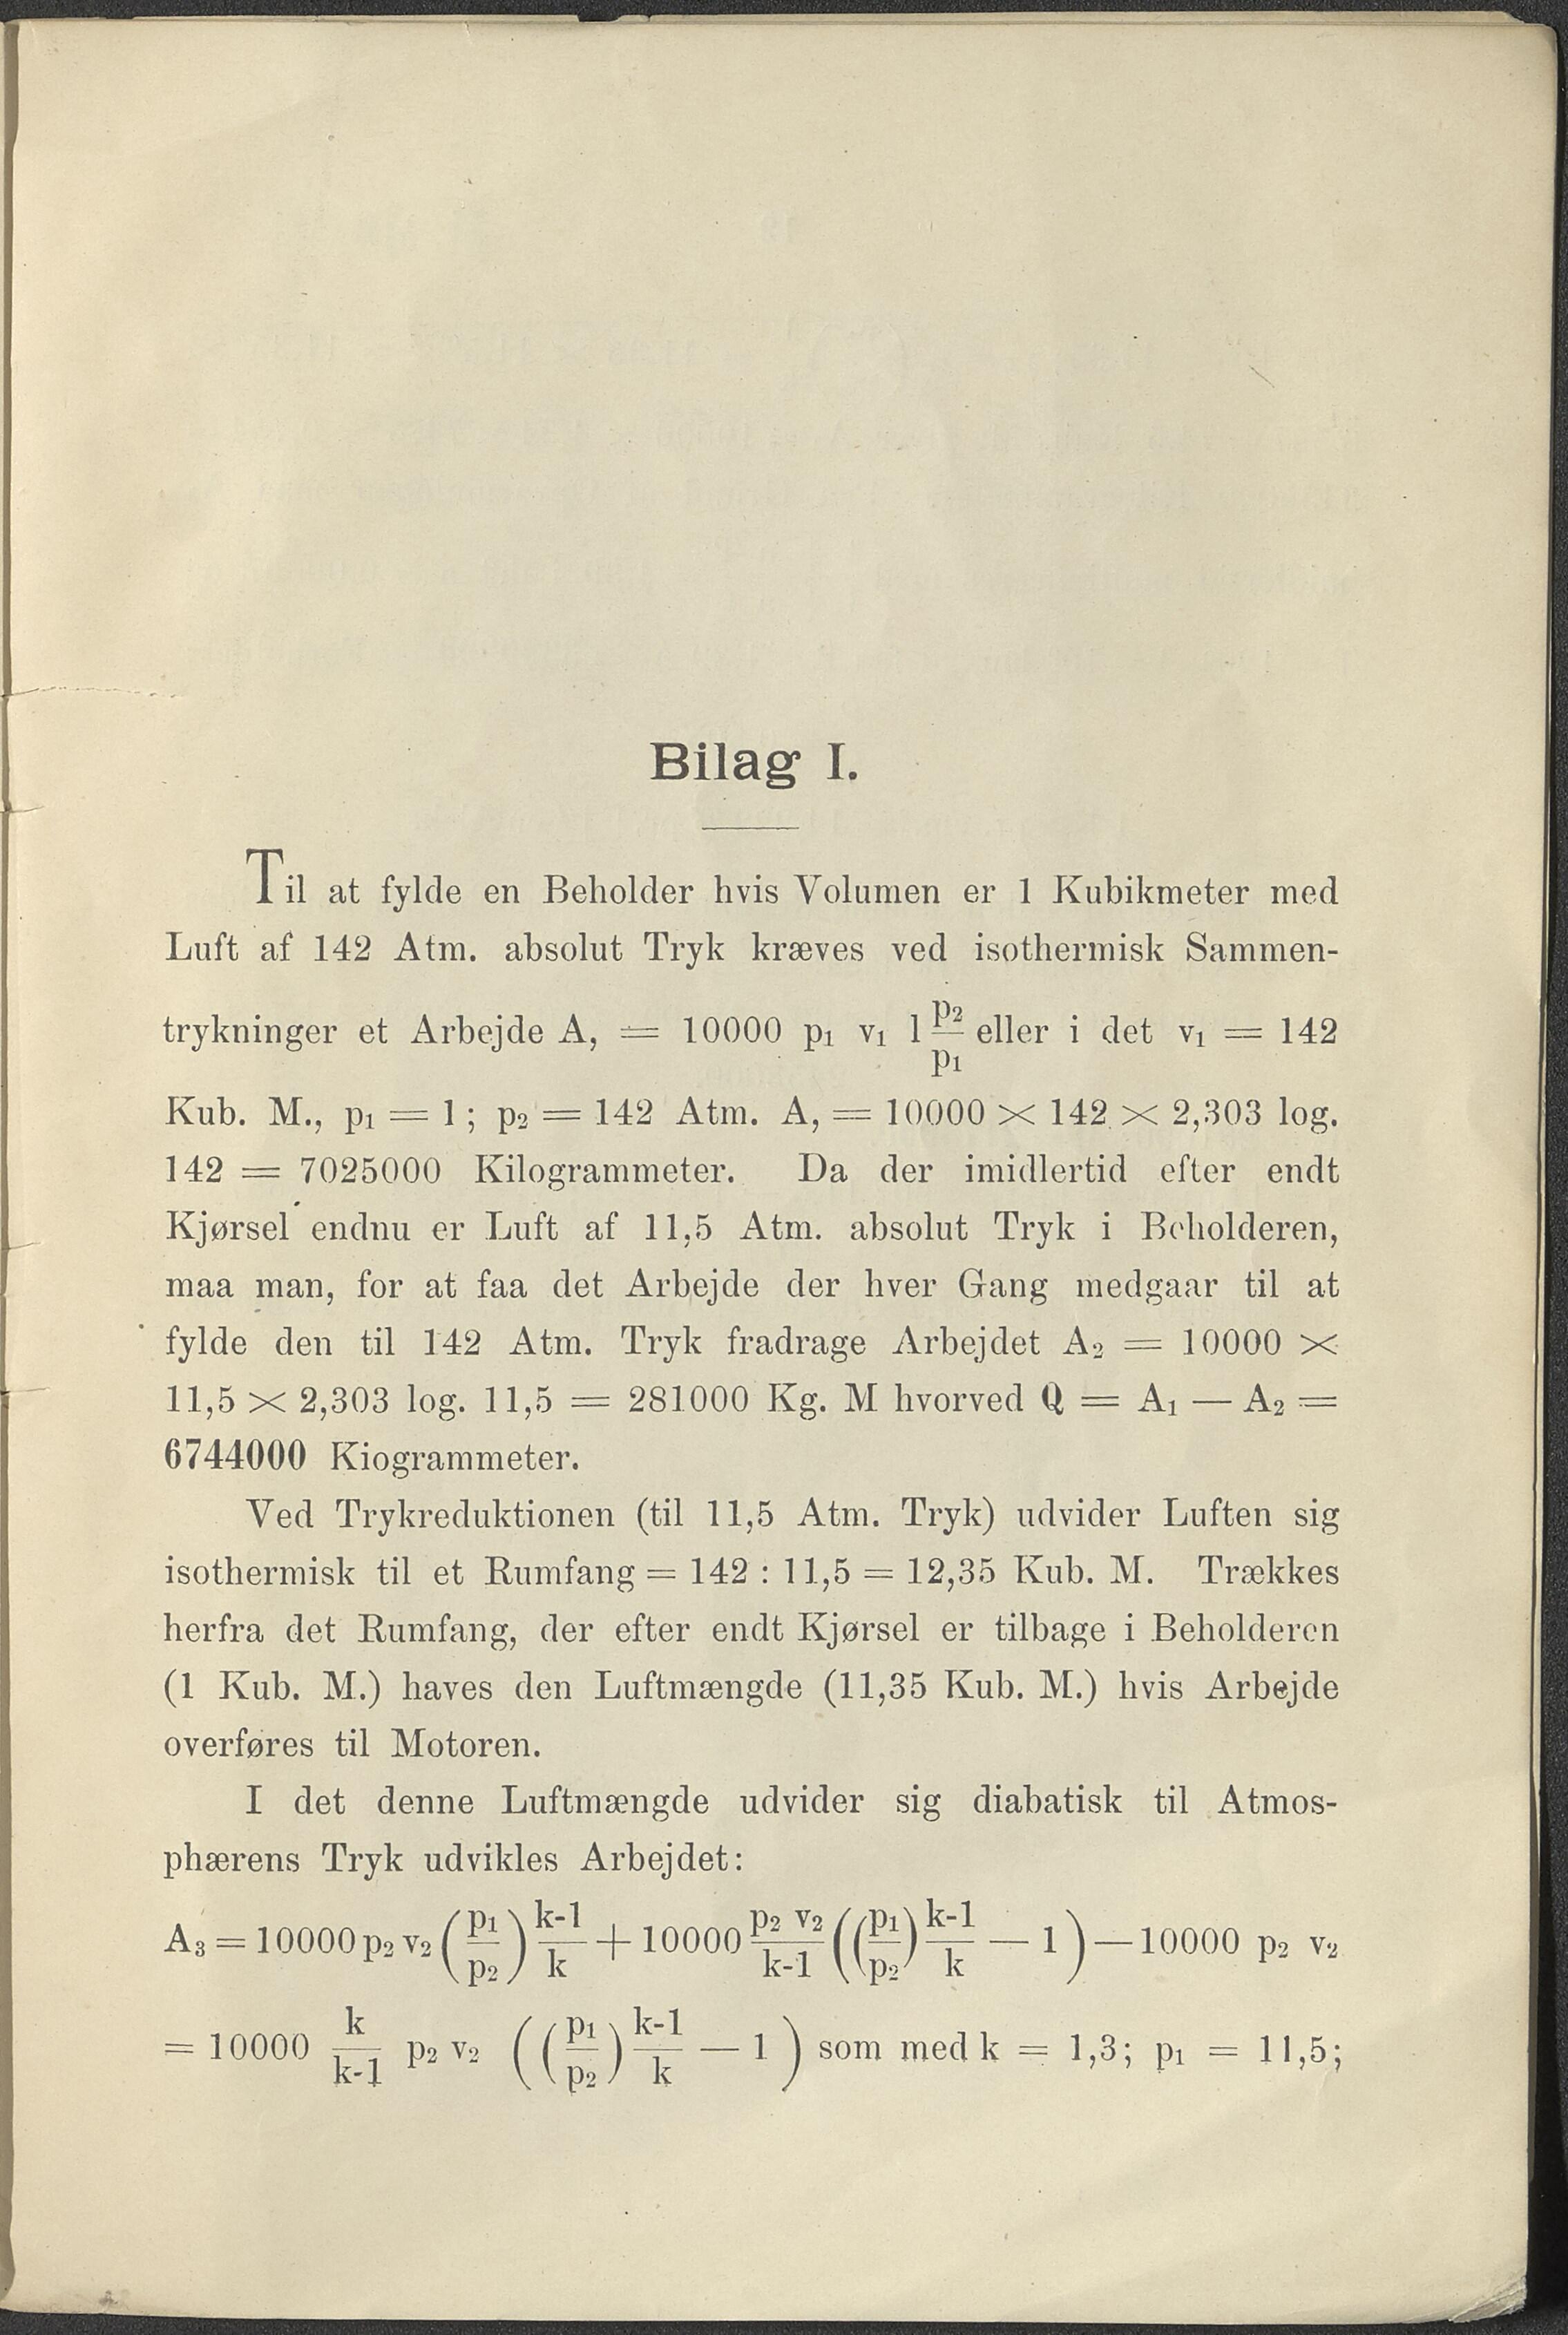 Bilag I.
Til at fylde en Beholder hvis Volumen er 1 Kubikmeter med
Luft af 142 Atm. absolut Tryk kræves ved isothermisk Sammen-
trykninger et Arbejde A, = 10000 p₁ v₁ l p₂/p₁ eller i det v₁ = 142
Kub. M., p₁ = 1; p₂ = 142 Atm. A, = 10000 × 142 × 2,303 log.
142 = 7025000 Kilogrammeter. Da der imidlertid efter endt
Kjørsel endnu er Luft af 11,5 Atm. absolut Tryk i Beholderen,
maa man, for at faa det Arbejde der hver Gang medgaar til at
fylde den til 142 Atm. Tryk fradrage Arbejdet A₂ = 10000 ×
11,5 × 2,303 log. 11,5 = 281000 Kg. M hvorved Q = A₁ — A₂ =
6744000 Kiogrammeter.
Ved Trykreduktionen (til 11,5 Atm. Tryk) udvider Luften sig
isothermisk til et Rumfang = 142 : 11,5 = 12,35 Kub. M. Trækkes
herfra det Rumfang, der efter endt Kjørsel er tilbage i Beholderen
(1 Kub. M.) haves den Luftmængde (11,35 Kub. M.) hvis Arbejde
overføres til Motoren.
I det denne Luftmængde udvider sig diabatisk til Atmos-
phærens Tryk udvikles Arbejdet:
A₃ = 10000 p₂ v₂ (p₁/p₂) k-1/k + 10000 p₂ v₂/k-1 ((p₁/p₂) k-1/k — 1) — 10000 p₂ v₂
= 10000 k/k-1 p₂ v₂ ((p₁/p₂) k-1/k — 1) som med k = 1,3; p₁ = 11,5;